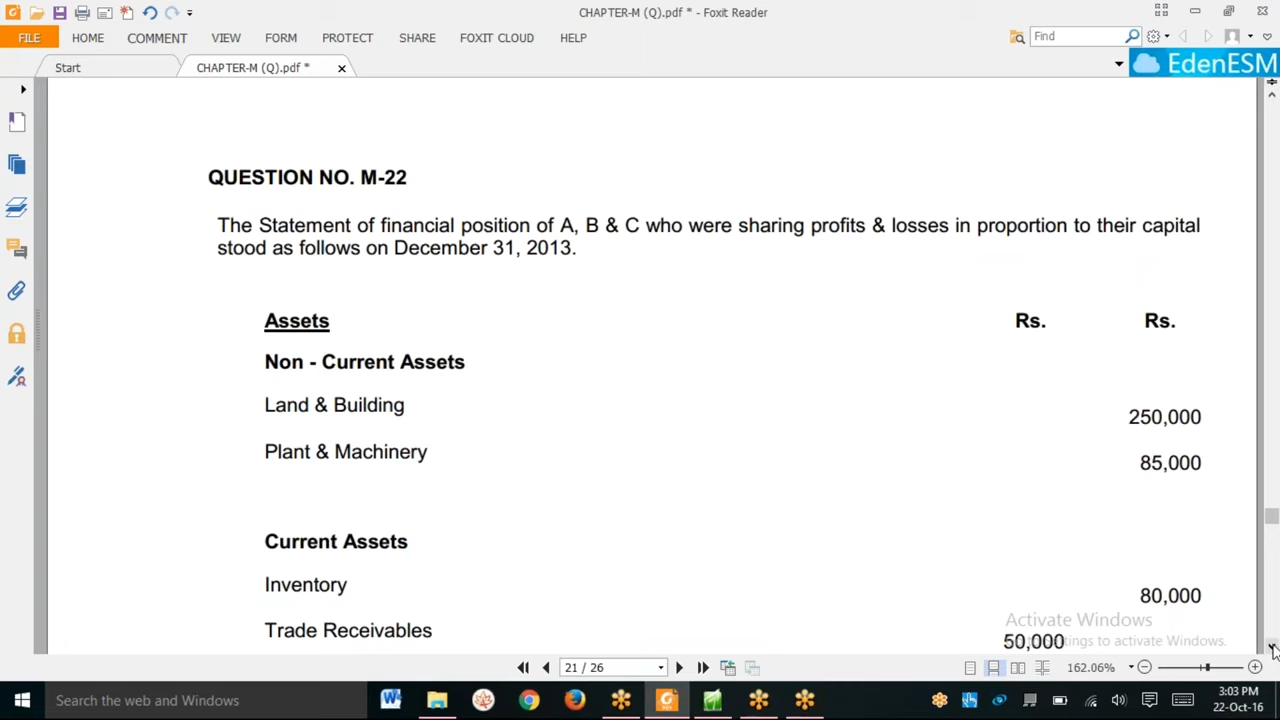 CHAPTER-M (Q).pdf * - Foxit Reader
FILE HOME COMMENT VIEW FORM PROTECT SHARE FOXIT CLOUD HELP
Find
Start CHAPTER-M (Q).pdf *
EdenESM
QUESTION NO. M-22
The Statement of financial position of A, B & C who were sharing profits & losses in proportion to their capital
stood as follows on December 31, 2013.
Assets Rs. Rs.
Non - Current Assets
Land & Building 250,000
Plant & Machinery 85,000
Current Assets
Inventory 80,000
Activate Windows
Trade Receivables 50,000
ettings to activate Windows.
21 / 26
162.06%
Search the web and Windows
3:03 PM
22-Oct-16